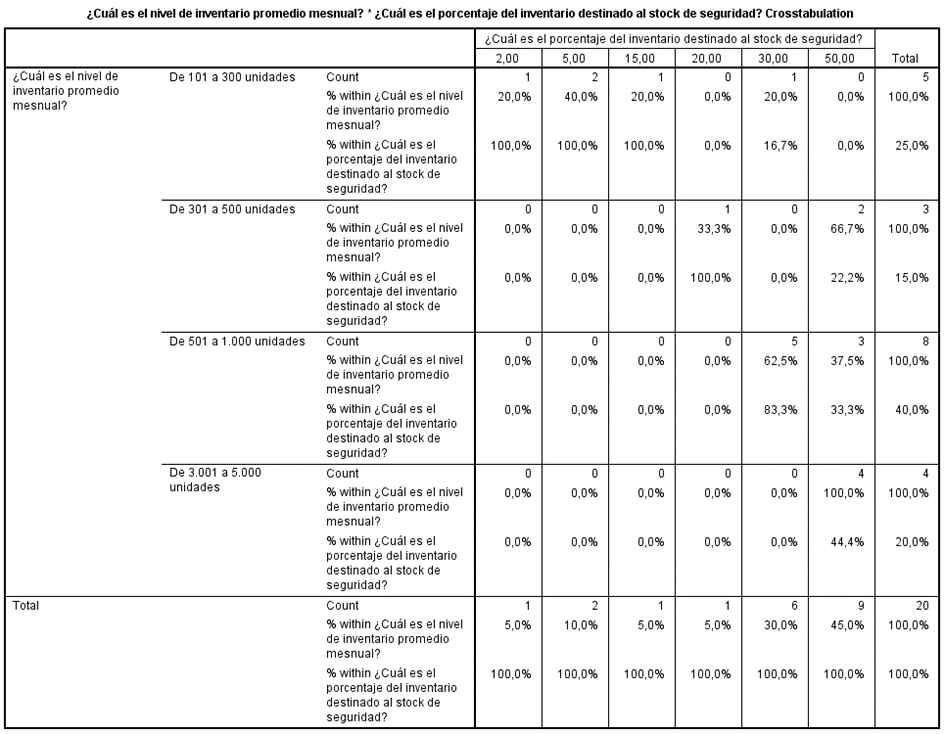 ¿Cuál es el nivel de inventario promedio mesnual? * ¿Cuál es el porcentaje del inventario destinado al stock de seguridad? Crosstabulation
¿Cuál es el porcentaje del inventario destinado al stock de seguridad?
2,00 5,00 15,00 20,00 30,00 50,00 Total
¿Cuál es el nivel de De 101 a 300 unidades Count 1 2 1 0 1 0 5
inventario promedio % within ¿Cuál es el nivel 20,0% 40,0% 20,0% 0,0% 20,0% 0,0% 100,0%
mesnual? de inventario promedio
mesnual?
% within ¿Cuál es el 100,0% 100,0% 100,0% 0,0% 16,7% 0,0% 25,0%
porcentaje del inventario
destinado al stock de
seguridad?
De 301 a 500 unidades Count 0 0 0 1 0 2 3
% within ¿Cuál es el nivel 0,0% 0,0% 0,0% 33,3% 0,0% 66,7% 100,0%
de inventario promedio
mesnual?
% within ¿Cuál es el 0,0% 0,0% 0,0% 100,0% 0,0% 22,2% 15,0%
porcentaje del inventario
destinado al stock de
seguridad?
De 501 a 1.000 unidades Count 0 0 0 0 5 3 8
% within ¿Cuál es el nivel 0,0% 0,0% 0,0% 0,0% 62,5% 37,5% 100,0%
de inventario promedio
mesnual?
% within ¿Cuál es el 0,0% 0,0% 0,0% 0,0% 83,3% 33,3% 40,0%
porcentaje del inventario
destinado al stock de
seguridad?
De 3.001 a 5.000 Count 0 0 0 0 0 4 4
unidades % within ¿Cuál es el nivel 0,0% 0,0% 0,0% 0,0% 0,0% 100,0% 100,0%
de inventario promedio
mesnual?
% within ¿Cuál es el 0,0% 0,0% 0,0% 0,0% 0,0% 44,4% 20,0%
porcentaje del inventario
destinado al stock de
seguridad?
Total Count 1 2 1 1 6 9 20
% within ¿Cuál es el nivel 5,0% 10,0% 5,0% 5,0% 30,0% 45,0% 100,0%
de inventario promedio
mesnual?
% within ¿Cuál es el 100,0% 100,0% 100,0% 100,0% 100,0% 100,0% 100,0%
porcentaje del inventario
destinado al stock de
seguridad?